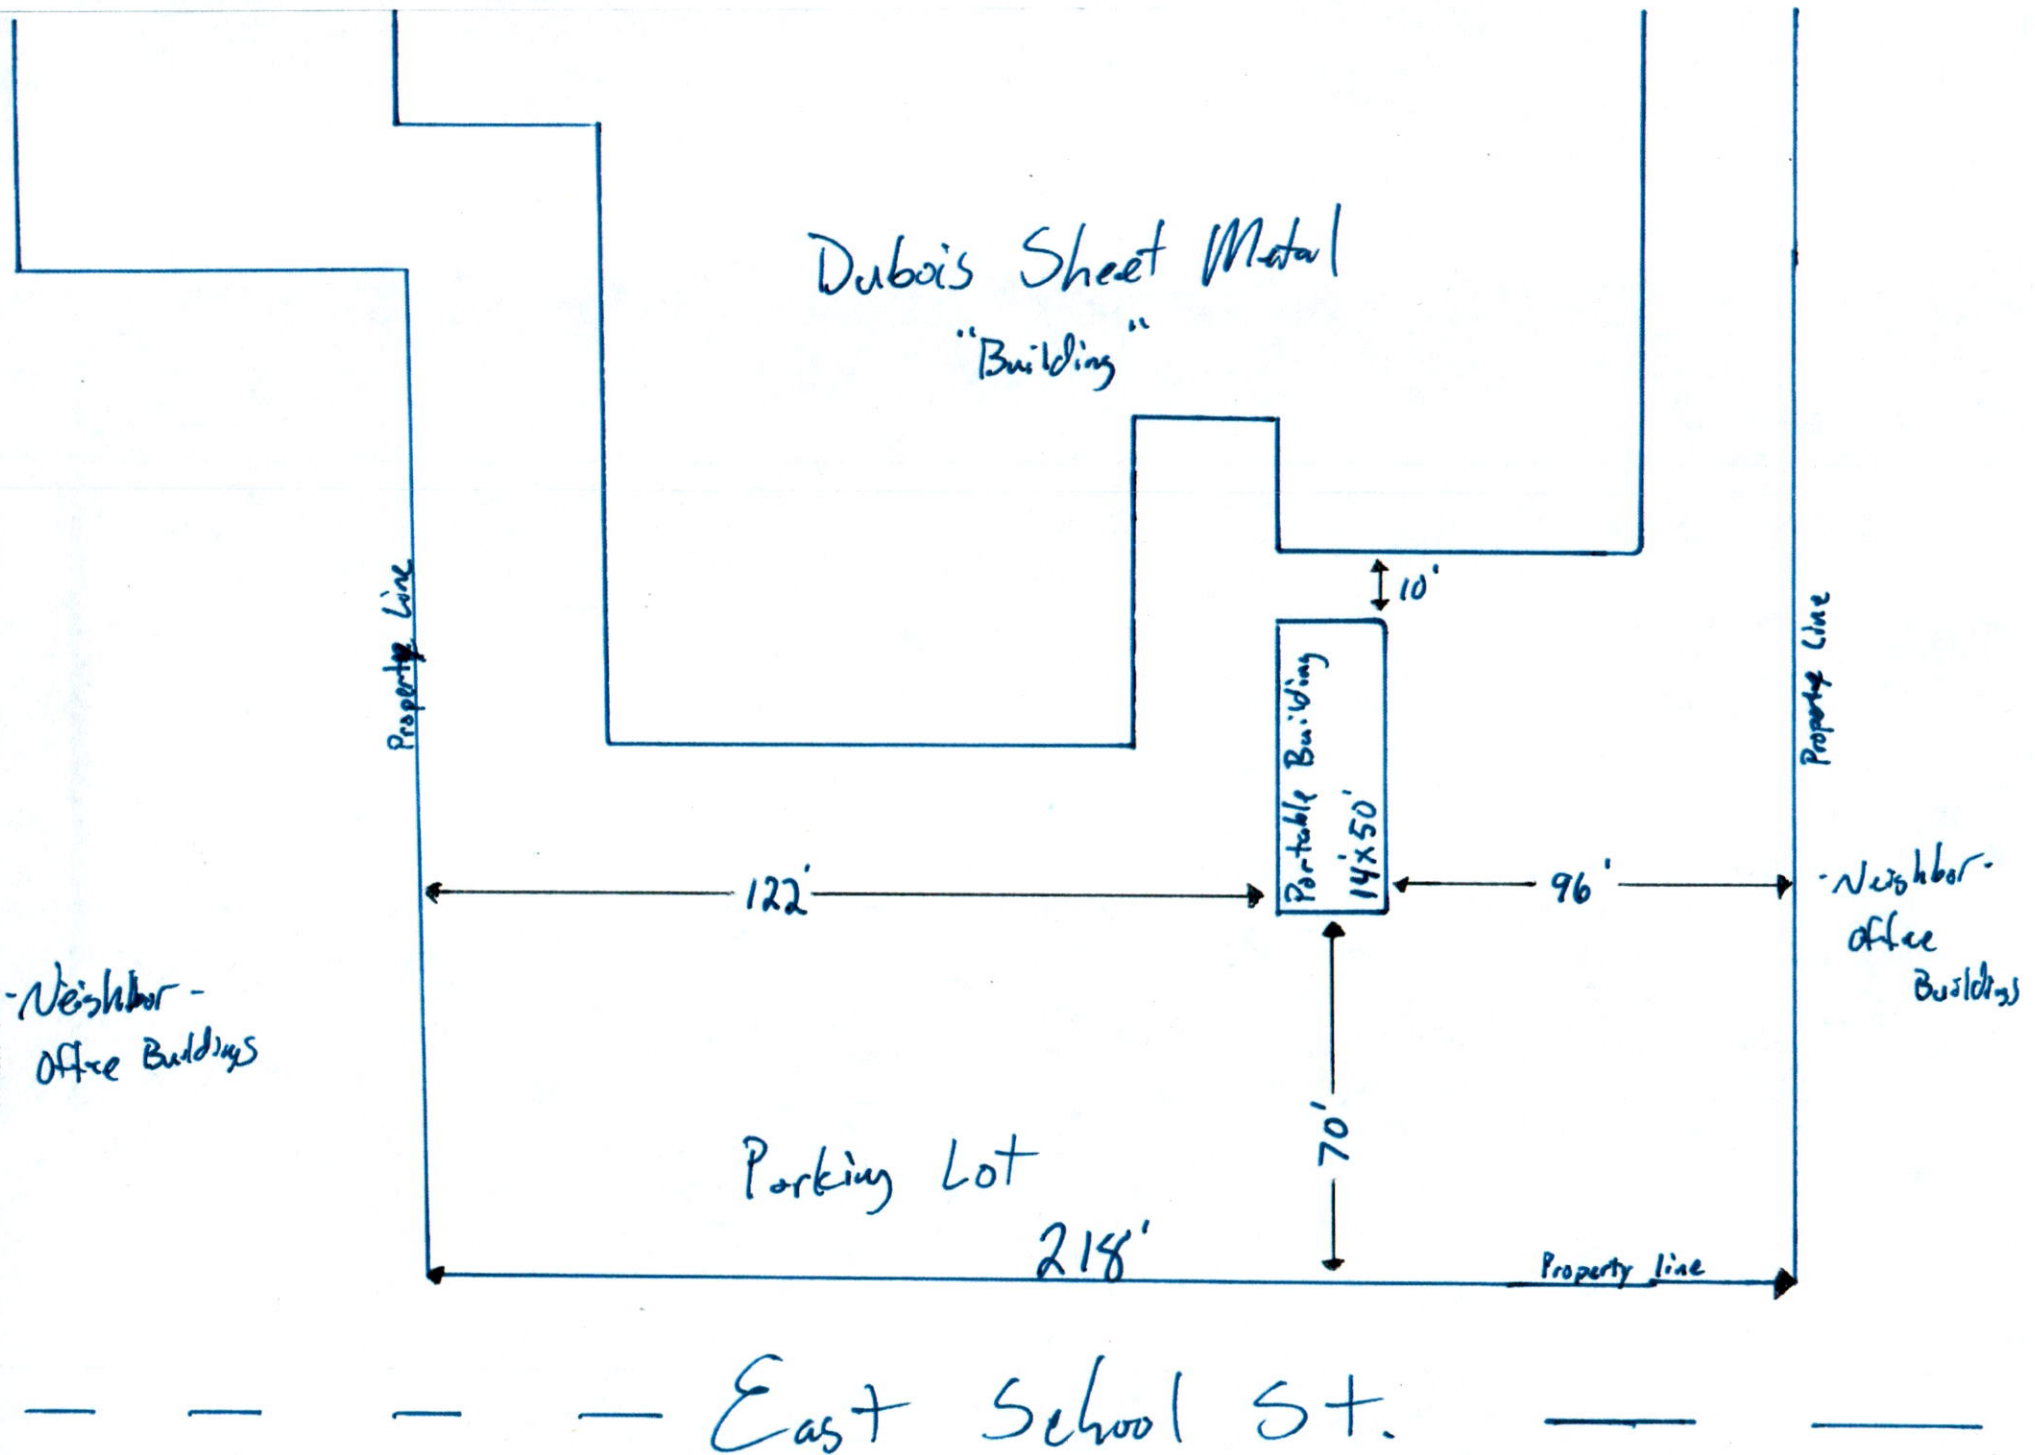 Dubois Sheet Metal
"Building"
10'
Property Line
Property Line
Portable Building
14'x50'
122'
96'
-Neighbor-
Office
Buildings
-Neighbor-
Office Buildings
70'
Parking Lot
218'
Property line
East School St.